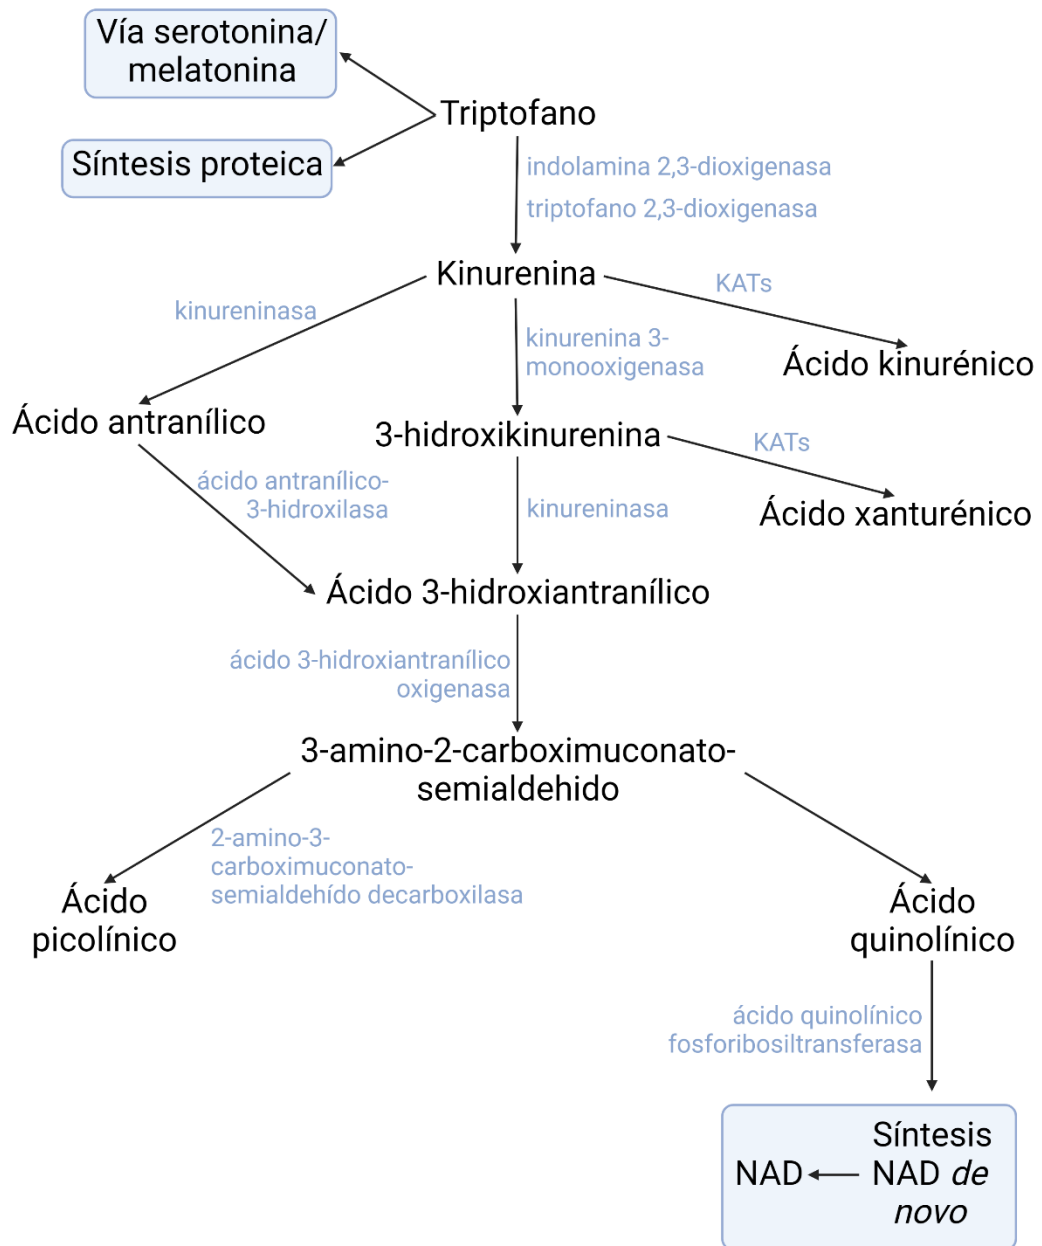 Vía serotonina/
melatonina
Triptofano
Síntesis proteica
indolamina 2,3-dioxigenasa
triptofano 2,3-dioxigenasa
Kinurenina
KATs
kinureninasa
kinurenina 3-
monooxigenasa
Ácido kinurénico
Ácido antranílico
3-hidroxikinurenina
KATs
ácido antranílico-
3-hidroxilasa
kinureninasa
Ácido xanturénico
Ácido 3-hidroxiantranílico
ácido 3-hidroxiantranílico
oxigenasa
3-amino-2-carboximuconato-
semialdehido
2-amino-3-
carboximuconato-
semialdehído decarboxilasa
Ácido
picolínico
Ácido
quinolínico
ácido quinolínico
fosforibosiltransferasa
Síntesis
NAD de
novo
NAD